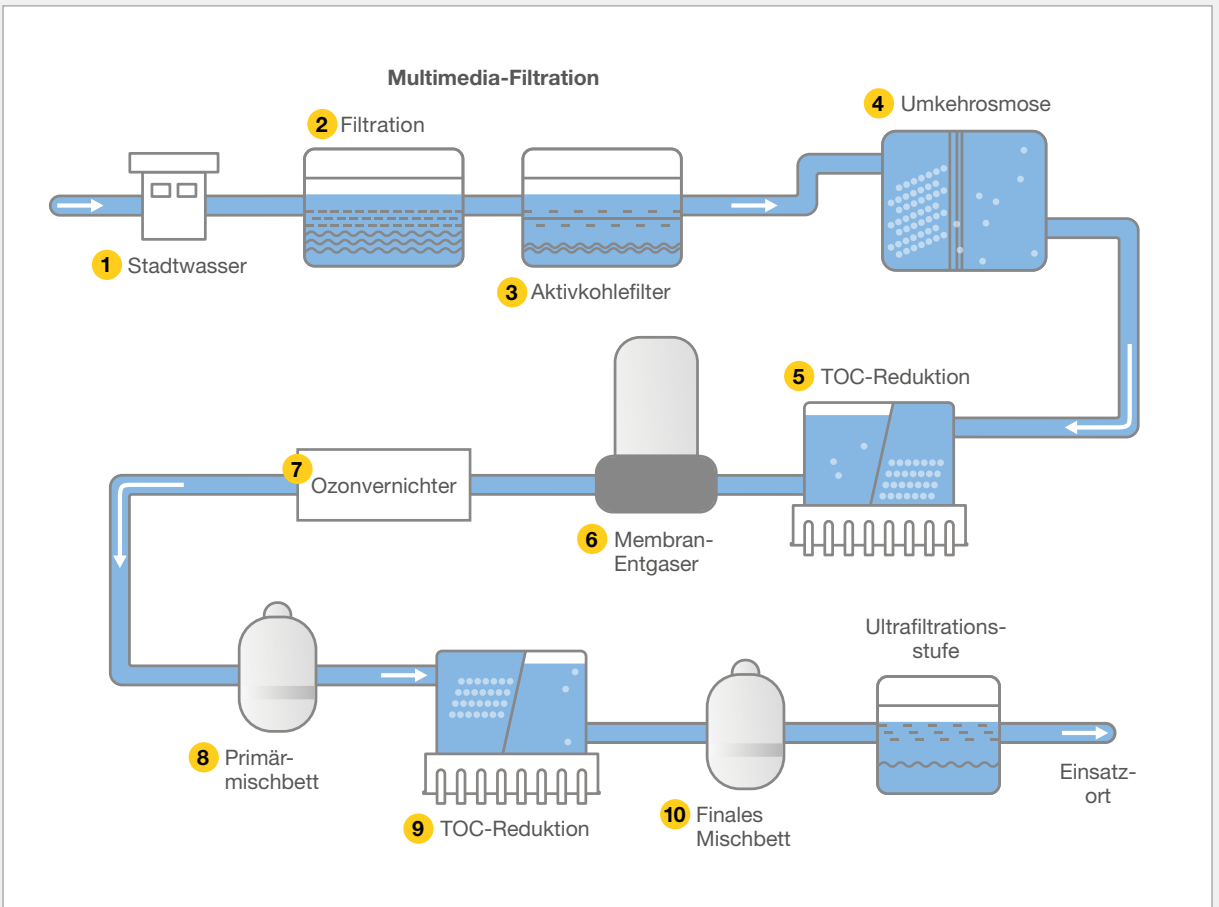 Multimedia-Filtration
2 Filtration
4 Umkehrosmose
1 Stadtwasser
3 Aktivkohlefilter
5 TOC-Reduktion
6 Membran-
Entgaser
7
Ozonvernichter
8 Primär-
mischbett
9 TOC-Reduktion
10 Finales
Mischbett
Ultrafiltrations-
stufe
Einsatz-
ort